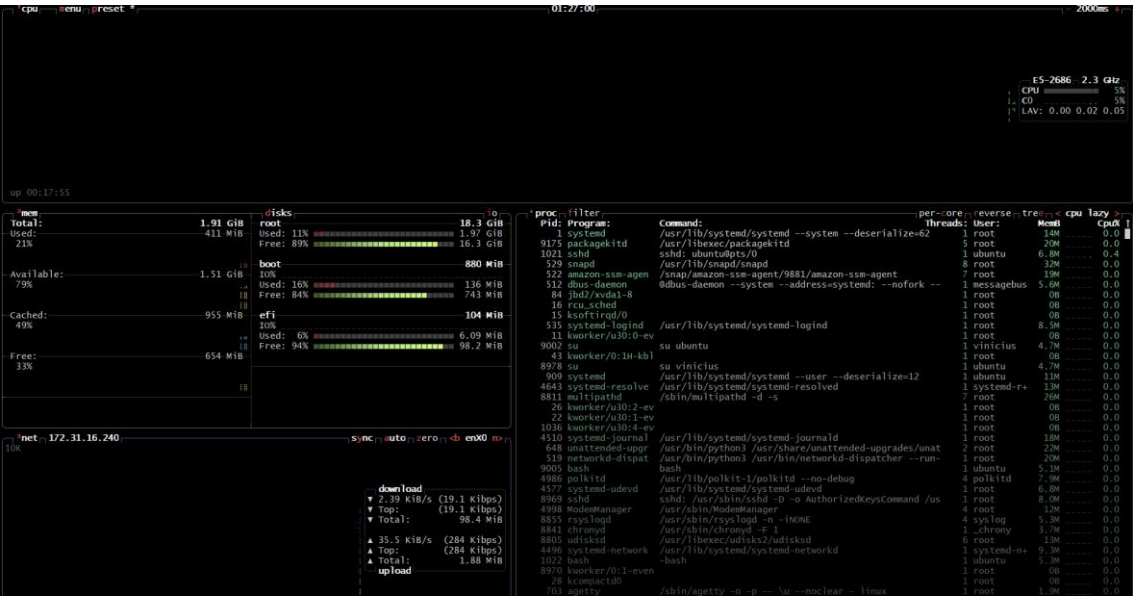 ¹cpu menu preset * 01:27:00 - 2000ms +
E5-2686 2.3 GHz
CPU 5%
C0 5%
LAV: 0.00 0.02 0.05
up 00:17:55
²mem
Total: 1.91 GiB
Used: 411 MiB
21%
Available: 1.51 GiB
79%
Cached: 955 MiB
49%
Free: 654 MiB
33%
disks io
root 18.3 GiB
Used: 11% 1.97 GiB
Free: 89% 16.3 GiB
boot 880 MiB
IO%
Used: 16% 136 MiB
Free: 84% 743 MiB
efi 104 MiB
IO%
Used: 6% 6.09 MiB
Free: 94% 98.2 MiB
³net 172.31.16.240 sync auto zero <b enX0 n>
10K
download
▼ 2.39 KiB/s (19.1 Kibps)
▼ Top: (19.1 Kibps)
▼ Total: 98.4 MiB
▲ 35.5 KiB/s (284 Kibps)
▲ Top: (284 Kibps)
▲ Total: 1.88 MiB
upload
⁴proc filter per-core reverse tree < cpu lazy >
Pid: Program: Command: Threads: User: MemB Cpu%
1 systemd /usr/lib/systemd/systemd --system --deserialize=62 1 root 14M 0.0
9175 packagekitd /usr/libexec/packagekitd 5 root 20M 0.0
1021 sshd sshd: ubuntu@pts/0 1 ubuntu 6.8M 0.4
529 snapd /usr/lib/snapd/snapd 8 root 32M 0.0
522 amazon-ssm-agen /snap/amazon-ssm-agent/9881/amazon-ssm-agent 7 root 19M 0.0
512 dbus-daemon @dbus-daemon --system --address=systemd: --nofork -- 1 messagebus 5.6M 0.0
84 jbd2/xvda1-8 1 root 0B 0.0
16 rcu_sched 1 root 0B 0.0
15 ksoftirqd/0 1 root 0B 0.0
535 systemd-logind /usr/lib/systemd/systemd-logind 1 root 8.5M 0.0
11 kworker/u30:0-ev 1 root 0B 0.0
9002 su su ubuntu 1 vinicius 4.7M 0.0
43 kworker/0:1H-kbl 1 root 0B 0.0
8978 su su vinicius 1 ubuntu 4.7M 0.0
909 systemd /usr/lib/systemd/systemd --user --deserialize=12 1 ubuntu 11M 0.0
4643 systemd-resolve /usr/lib/systemd/systemd-resolved 1 systemd-r+ 13M 0.0
8811 multipathd /sbin/multipathd -d -s 7 root 26M 0.0
26 kworker/u30:2-ev 1 root 0B 0.0
22 kworker/u30:1-ev 1 root 0B 0.0
1036 kworker/u30:4-ev 1 root 0B 0.0
4510 systemd-journal /usr/lib/systemd/systemd-journald 1 root 18M 0.0
648 unattended-upgr /usr/bin/python3 /usr/share/unattended-upgrades/unat 2 root 22M 0.0
519 networkd-dispat /usr/bin/python3 /usr/bin/networkd-dispatcher --run- 1 root 20M 0.0
9005 bash bash 1 ubuntu 5.1M 0.0
4986 polkitd /usr/lib/polkit-1/polkitd --no-debug 4 polkitd 7.9M 0.0
4577 systemd-udevd /usr/lib/systemd/systemd-udevd 1 root 6.8M 0.0
8969 sshd sshd: /usr/sbin/sshd -D -o AuthorizedKeysCommand /us 1 root 8.0M 0.0
4998 ModemManager /usr/sbin/ModemManager 4 root 12M 0.0
8855 rsyslogd /usr/sbin/rsyslogd -n -iNONE 4 syslog 5.3M 0.0
8841 chronyd /usr/sbin/chronyd -F 1 1 _chrony 3.7M 0.0
8805 udisksd /usr/libexec/udisks2/udisksd 6 root 13M 0.0
4496 systemd-network /usr/lib/systemd/systemd-networkd 1 systemd-n+ 9.3M 0.0
1022 bash -bash 1 ubuntu 5.3M 0.0
8970 kworker/0:1-even 1 root 0B 0.0
28 kcompactd0 1 root 0B 0.0
703 agetty /sbin/agetty -o -p -- \u --noclear - linux 1 root 1.9M 0.0